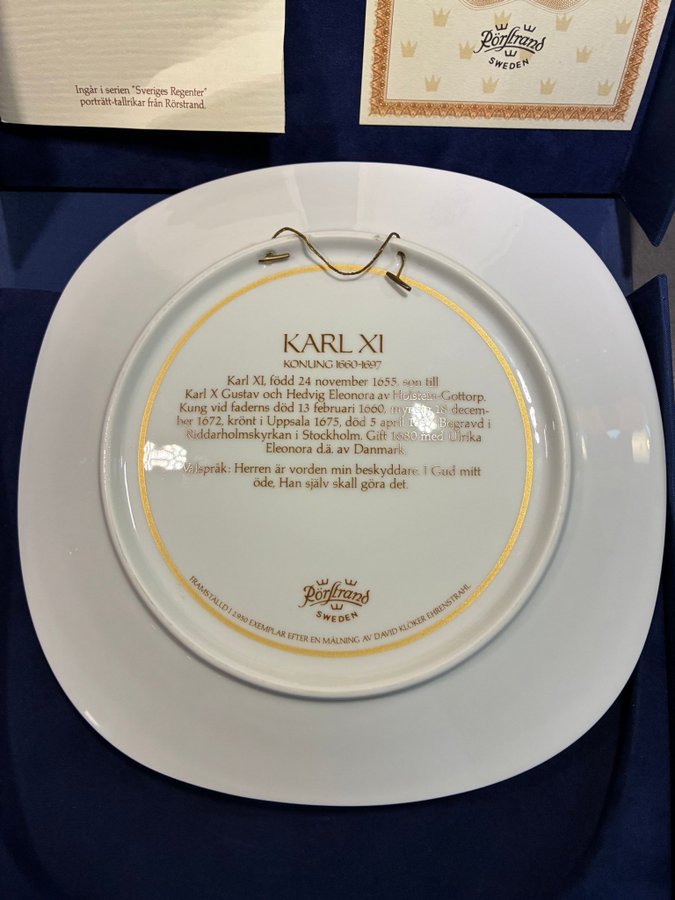 Ingår i serien "Sveriges Regenter"
porträtt-tallrikar från Rörstrand.
Rörstrand
SWEDEN
KARL XI
KONUNG 1660-1697
Karl XI, född 24 november 1655, son till
Karl X Gustav och Hedvig Eleonora av Holstein-Gottorp.
Kung vid faderns död 13 februari 1660, 18 decem-
ber 1672, krönt i Uppsala 1675, död 5 april Begravd i
Riddarholmskyrkan i Stockholm. Gift 1680 med Ulrika
Eleonora d.ä. av Danmark.
Valspråk: Herren är vorden min beskyddare. I Gud mitt
öde, Han själv skall göra det.
Rörstrand
SWEDEN
FRAMSTÄLLD I 2.950 EXEMPLAR EFTER EN MÅLNING AV DAVID KLÖKER EHRENSTRAHL